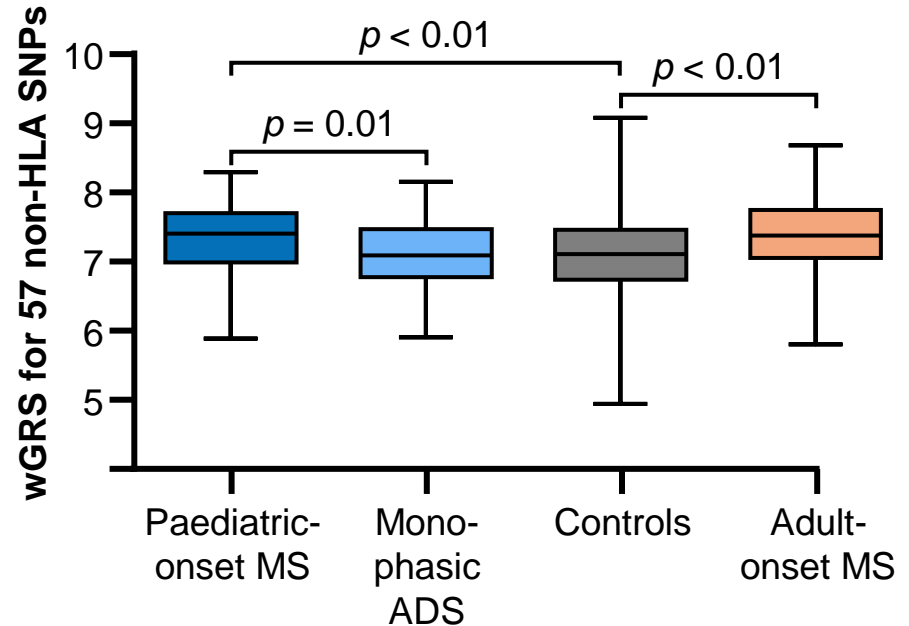 wGRS for 57 non-HLA SNPs
10
9
8
7
6
5
p < 0.01
p < 0.01
p = 0.01
Paediatric-
onset MS
Mono-
phasic
ADS
Controls
Adult-
onset MS